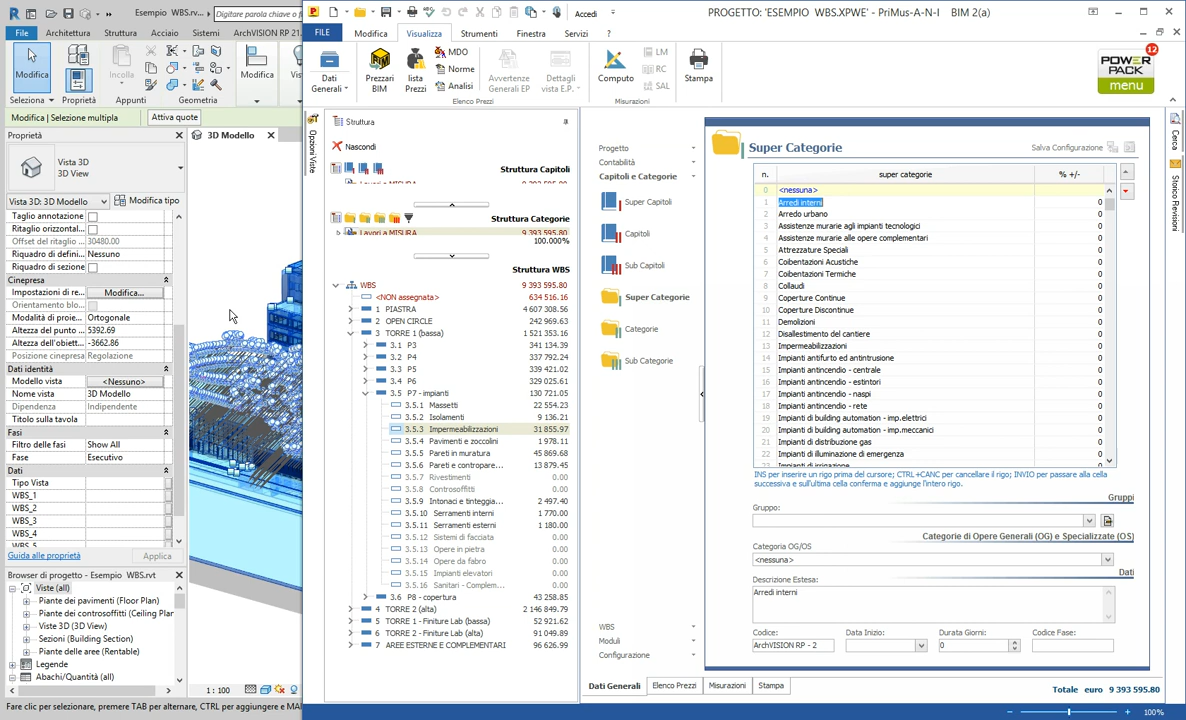 Esempio WBS.rv...
Digitare parola chiave o f
File
Architettura
Struttura
Acciaio
Sistemi
ArchVISION RP 21
Modifica
Incolla
Modifica
Vist
Seleziona
Proprietà
Appunti
Geometria
Modifica | Selezione multipla
Attiva quote
Proprietà
3D Modello
Vista 3D
3D View
Vista 3D: 3D Modello
Modifica tipo
Taglio annotazione
Ritaglio orizzontal...
Offset del ritaglio ...
30480.00
Riquadro di defini...
Nessuno
Riquadro di sezione
Cinepresa
Impostazioni di re...
Modifica...
Orientamento blo...
Modalità di proie...
Ortogonale
Altezza del punto ...
5392.69
Altezza dell'obiett...
-3662.86
Posizione cinepresa
Regolazione
Dati identità
Modello vista
<Nessuno>
Nome vista
3D Modello
Dipendenza
Indipendente
Titolo sulla tavola
Fasi
Filtro delle fasi
Show All
Fase
Esecutivo
Dati
Tipo Vista
WBS_1
WBS_2
WBS_3
WBS_4
WBS_5
Guida alle proprietà
Applica
Browser di progetto - Esempio WBS.rvt
Viste (all)
Piante dei pavimenti (Floor Plan)
Piante dei controsoffitti (Ceiling Plan
Viste 3D (3D View)
Sezioni (Building Section)
Piante delle aree (Rentable)
Legende
Abachi/Quantità (all)
1 : 100
Fare clic per selezionare, premere TAB per alternare, CTRL per aggiungere e MA
Accedi
PROGETTO: 'ESEMPIO WBS.XPWE' - PriMus-A-N-I BIM 2(a)
FILE
Modifica
Visualizza
Strumenti
Finestra
Servizi
?
Dati
Generali
Prezzari
BIM
lista
Prezzi
MDO
Norme
Analisi
Avvertenze
Generali EP
Dettagli
vista E.P.
Elenco Prezzi
Computo
LM
RC
SAL
Misurazioni
Stampa
12
POWER
PACK
menu
Opzioni Viste
Struttura
Nascondi
Struttura Capitoli
Lavori a MISURA
9 393 595.80
Struttura Categorie
Lavori a MISURA
9 393 595.80
100.000%
Struttura WBS
WBS 9 393 595.80
<NON assegnata> 634 516.16
1 PIASTRA 4 607 308.56
2 OPEN CIRCLE 242 969.63
3 TORRE 1 (bassa) 1 521 353.16
3.1 P3 341 134.39
3.2 P4 337 792.24
3.3 P5 339 421.02
3.4 P6 329 025.61
3.5 P7 - impianti 130 721.05
3.5.1 Massetti 22 554.23
3.5.2 Isolamenti 9 136.21
3.5.3 Impermeabilizzazioni 31 855.97
3.5.4 Pavimenti e zoccolini 1 978.11
3.5.5 Pareti in muratura 45 869.68
3.5.6 Pareti e contropare... 13 879.45
3.5.7 Rivestimenti 0.00
3.5.8 Controsoffitti 0.00
3.5.9 Intonaci e tinteggia... 2 497.40
3.5.10 Serramenti interni 1 770.00
3.5.11 Serramenti esterni 1 180.00
3.5.12 Sistemi di facciata 0.00
3.5.13 Opere in pietra 0.00
3.5.14 Opere da fabro 0.00
3.5.15 Impianti elevatori 0.00
3.5.16 Sanitari - Complem... 0.00
3.6 P8 - copertura 43 258.85
4 TORRE 2 (alta) 2 146 849.79
5 TORRE 1 - Finiture Lab (bassa) 52 921.62
6 TORRE 2 - Finiture Lab (alta) 91 049.89
7 AREE ESTERNE E COMPLEMENTARI 96 626.99
Progetto
Contabilità
Capitoli e Categorie
Super Capitoli
Capitoli
Sub Capitoli
Super Categorie
Categorie
Sub Categorie
WBS
Moduli
Configurazione
Super Categorie
Salva Configurazione
n. super categorie % +/-
0 <nessuna>
1 Arredi interni 0
2 Arredo urbano 0
3 Assistenze murarie agli impianti tecnologici 0
4 Assistenze murarie alle opere complementari 0
5 Attrezzature Speciali 0
6 Coibentazioni Acustiche 0
7 Coibentazioni Termiche 0
8 Collaudi 0
9 Coperture Continue 0
10 Coperture Discontinue 0
11 Demolizioni 0
12 Disallestimento del cantiere 0
13 Impermeabilizzazioni 0
14 Impianti antifurto ed antintrusione 0
15 Impianti antincendio - centrale 0
16 Impianti antincendio - estintori 0
17 Impianti antincendio - naspi 0
18 Impianti antincendio - rete 0
19 Impianti di building automation - imp.elettrici 0
20 Impianti di building automation - imp.meccanici 0
21 Impianti di distribuzione gas 0
22 Impianti di illuminazione di emergenza 0
23 Impianti di irrigazione 0
INS per inserire un rigo prima del cursore; CTRL+CANC per cancellare il rigo; INVIO per passare alla cella
successiva e sull'ultima cella conferma e aggiunge l'intero rigo.
Gruppi
Gruppo:
Categorie di Opere Generali (OG) e Specializzate (OS)
Categoria OG/OS
<nessuna>
Dati
Descrizione Estesa:
Arredi interni
Codice:
Data Inizio:
Durata Giorni:
Codice Fase:
ArchVISION RP - 2
0
Cerca
Storico Revisioni
Dati Generali
Elenco Prezzi
Misurazioni
Stampa
Totale euro 9 393 595.80
100%